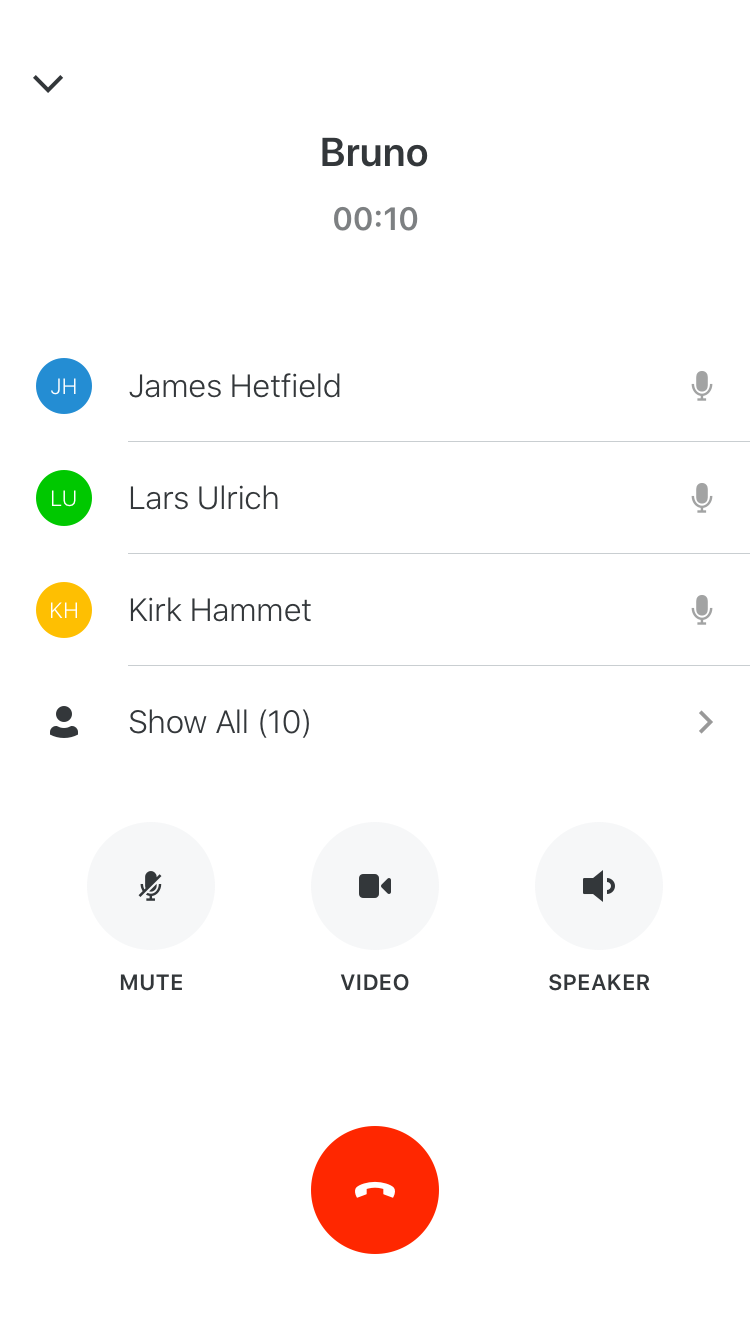 Bruno
00:10
JH James Hetfield
LU Lars Ulrich
KH Kirk Hammet
Show All (10)
MUTE VIDEO SPEAKER